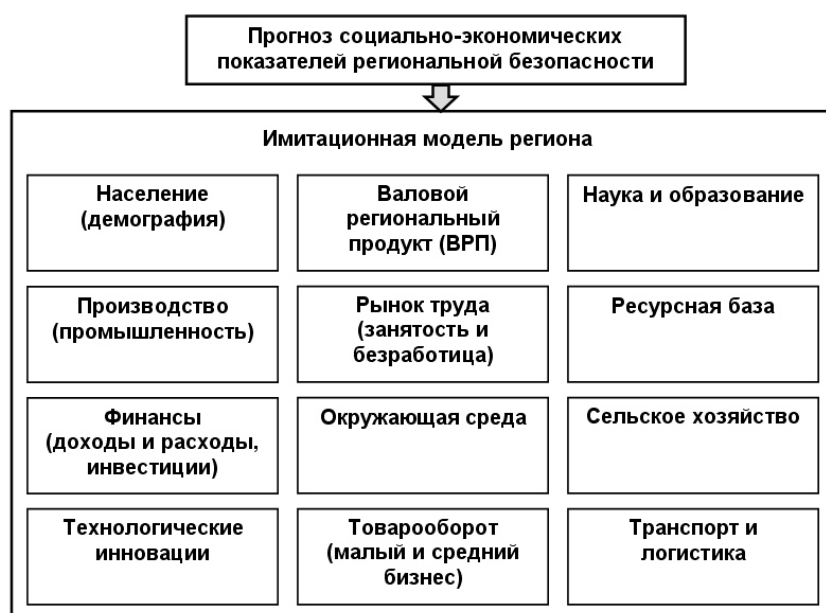 Прогноз социально-экономических
показателей региональной безопасности
Имитационная модель региона
Население
(демография)
Валовой
региональный
продукт (ВРП)
Наука и образование
Производство
(промышленность)
Рынок труда
(занятость и
безработица)
Ресурсная база
Финансы
(доходы и расходы,
инвестиции)
Окружающая среда
Сельское хозяйство
Технологические
инновации
Товарооборот
(малый и средний
бизнес)
Транспорт и
логистика